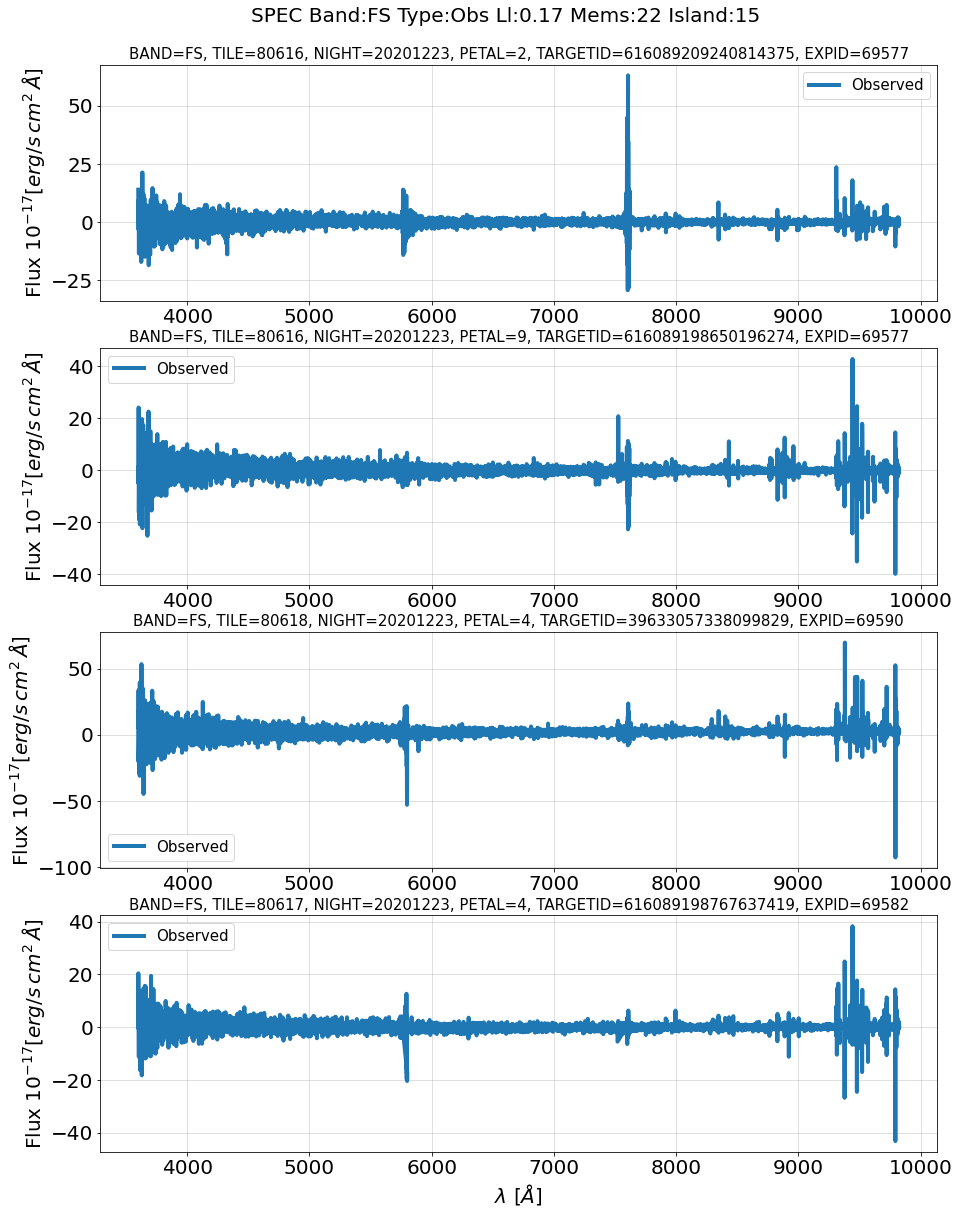 SPEC Band:FS Type:Obs Ll:0.17 Mems:22 Island:15
BAND=FS, TILE=80616, NIGHT=20201223, PETAL=2, TARGETID=616089209240814375, EXPID=69577
Flux 10^{-17}[erg/s cm^2 Å]
Observed
50
25
0
−25
4000 5000 6000 7000 8000 9000 10000
BAND=FS, TILE=80616, NIGHT=20201223, PETAL=9, TARGETID=616089198650196274, EXPID=69577
Flux 10^{-17}[erg/s cm^2 Å]
Observed
40
20
0
−20
−40
4000 5000 6000 7000 8000 9000 10000
BAND=FS, TILE=80618, NIGHT=20201223, PETAL=4, TARGETID=39633057338099829, EXPID=69590
Flux 10^{-17}[erg/s cm^2 Å]
50
0
−50
−100
Observed
4000 5000 6000 7000 8000 9000 10000
BAND=FS, TILE=80617, NIGHT=20201223, PETAL=4, TARGETID=616089198767637419, EXPID=69582
Flux 10^{-17}[erg/s cm^2 Å]
Observed
40
20
0
−20
−40
4000 5000 6000 7000 8000 9000 10000
λ [Å]